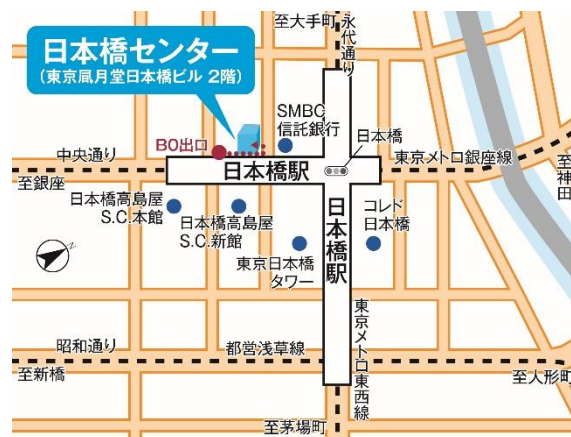 至大手町
永代通り
日本橋センター
(東京凮月堂日本橋ビル 2階)
SMBC
信託銀行
B0出口
日本橋
中央通り
日本橋駅
東京メトロ銀座線
至銀座
至神田
日本橋高島屋
S.C.本館
日本橋高島屋
S.C.新館
日本橋駅
コレド
日本橋
東京日本橋
タワー
N
東京メトロ東西線
昭和通り
都営浅草線
至新橋
至人形町
至茅場町